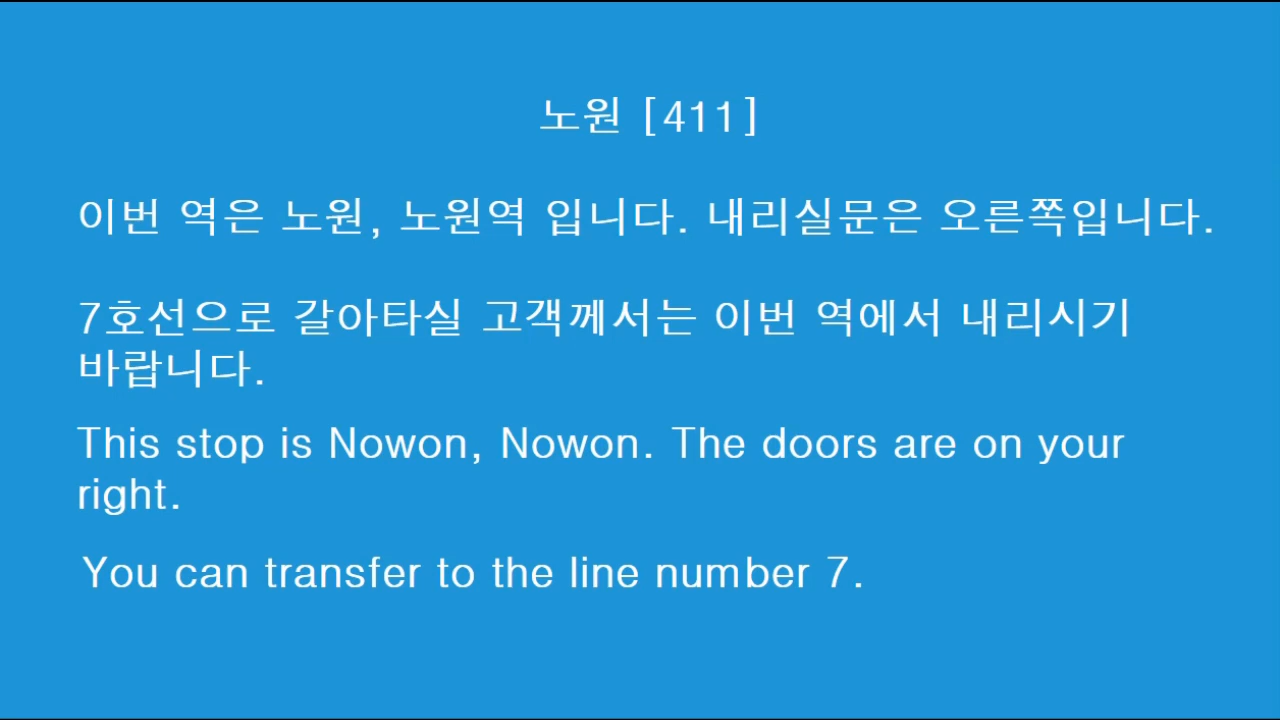 노원 [411]
이번 역은 노원, 노원역 입니다. 내리실문은 오른쪽입니다.
7호선으로 갈아타실 고객께서는 이번 역에서 내리시기
바랍니다.
This stop is Nowon, Nowon. The doors are on your
right.
You can transfer to the line number 7.